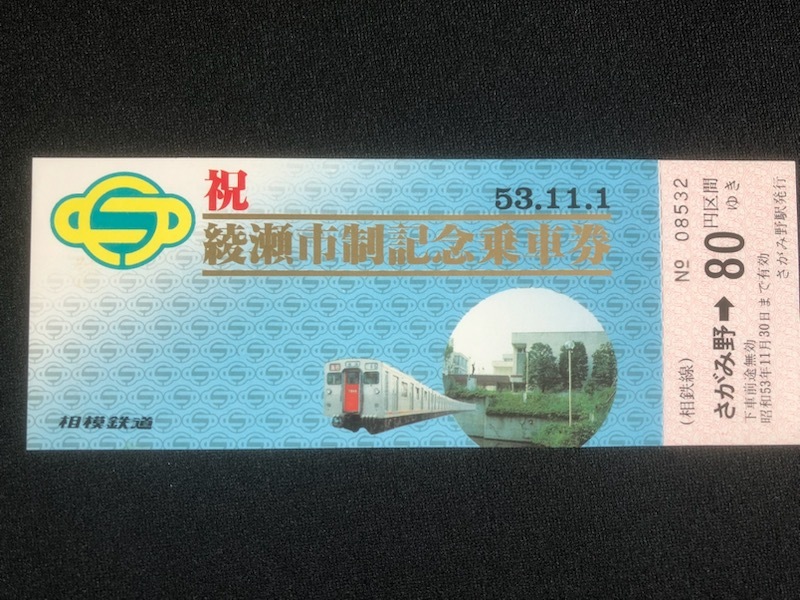 祝
53.11.1
綾瀬市制記念乗車券
相模鉄道
№ 08532
(相鉄線)
さがみ野➡80円区間ゆき
下車前途無効
昭和53年11月30日まで有効
さがみ野駅発行